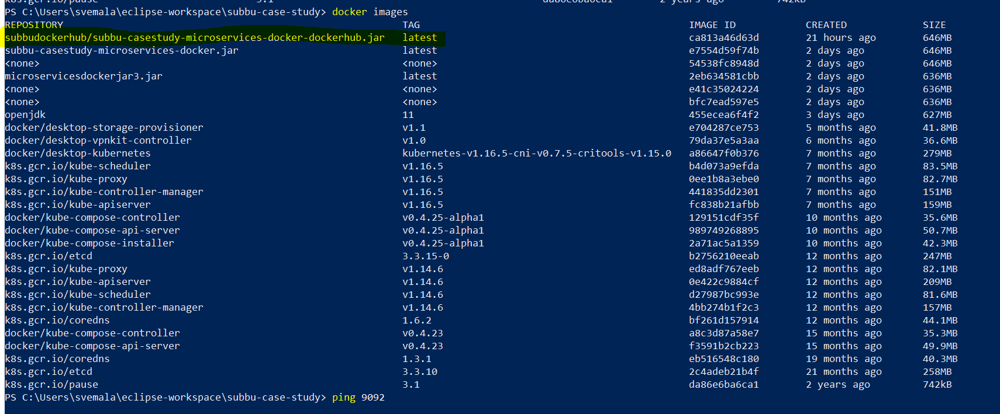 k8s.gcr.io/pause 3.1 da86e6ba6ca1 2 years ago 742kB
PS C:\Users\svemala\eclipse-workspace\subbu-case-study> docker images
REPOSITORY TAG IMAGE ID CREATED SIZE
subbudockerhub/subbu-casestudy-microservices-docker-dockerhub.jar latest ca813a46d63d 21 hours ago 646MB
subbu-casestudy-microservices-docker.jar latest e7554d59f74b 2 days ago 646MB
<none> <none> 54538fc8948d 2 days ago 646MB
microservicesdockerjar3.jar latest 2eb634581cbb 2 days ago 636MB
<none> <none> e41c35024224 2 days ago 636MB
<none> <none> bfc7ead597e5 2 days ago 636MB
openjdk 11 455ecea6f4f2 3 days ago 627MB
docker/desktop-storage-provisioner v1.1 e704287ce753 5 months ago 41.8MB
docker/desktop-vpnkit-controller v1.0 79da37e5a3aa 6 months ago 36.6MB
docker/desktop-kubernetes kubernetes-v1.16.5-cni-v0.7.5-critools-v1.15.0 a86647f0b376 7 months ago 279MB
k8s.gcr.io/kube-scheduler v1.16.5 b4d073a9efda 7 months ago 83.5MB
k8s.gcr.io/kube-proxy v1.16.5 0ee1b8a3ebe0 7 months ago 82.7MB
k8s.gcr.io/kube-controller-manager v1.16.5 441835dd2301 7 months ago 151MB
k8s.gcr.io/kube-apiserver v1.16.5 fc838b21afbb 7 months ago 159MB
docker/kube-compose-controller v0.4.25-alpha1 129151cdf35f 10 months ago 35.6MB
docker/kube-compose-api-server v0.4.25-alpha1 989749268895 10 months ago 50.7MB
docker/kube-compose-installer v0.4.25-alpha1 2a71ac5a1359 10 months ago 42.3MB
k8s.gcr.io/etcd 3.3.15-0 b2756210eeab 12 months ago 247MB
k8s.gcr.io/kube-proxy v1.14.6 ed8adf767eeb 12 months ago 82.1MB
k8s.gcr.io/kube-apiserver v1.14.6 0e422c9884cf 12 months ago 209MB
k8s.gcr.io/kube-scheduler v1.14.6 d27987bc993e 12 months ago 81.6MB
k8s.gcr.io/kube-controller-manager v1.14.6 4bb274b1f2c3 12 months ago 157MB
k8s.gcr.io/coredns 1.6.2 bf261d157914 12 months ago 44.1MB
docker/kube-compose-controller v0.4.23 a8c3d87a58e7 15 months ago 35.3MB
docker/kube-compose-api-server v0.4.23 f3591b2cb223 15 months ago 49.9MB
k8s.gcr.io/coredns 1.3.1 eb516548c180 19 months ago 40.3MB
k8s.gcr.io/etcd 3.3.10 2c4adeb21b4f 21 months ago 258MB
k8s.gcr.io/pause 3.1 da86e6ba6ca1 2 years ago 742kB
PS C:\Users\svemala\eclipse-workspace\subbu-case-study> ping 9092